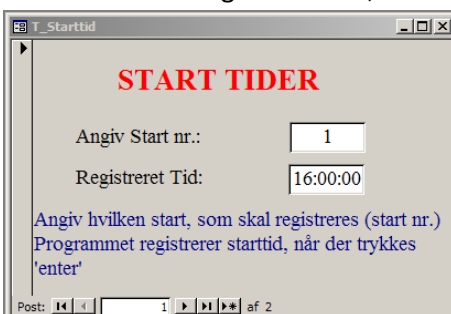 T_Starttid
START TIDER
Angiv Start nr.: 1
Registreret Tid: 16:00:00
Angiv hvilken start, som skal registreres (start nr.)
Programmet registrerer starttid, når der trykkes
'enter'
Post: 1 af 2